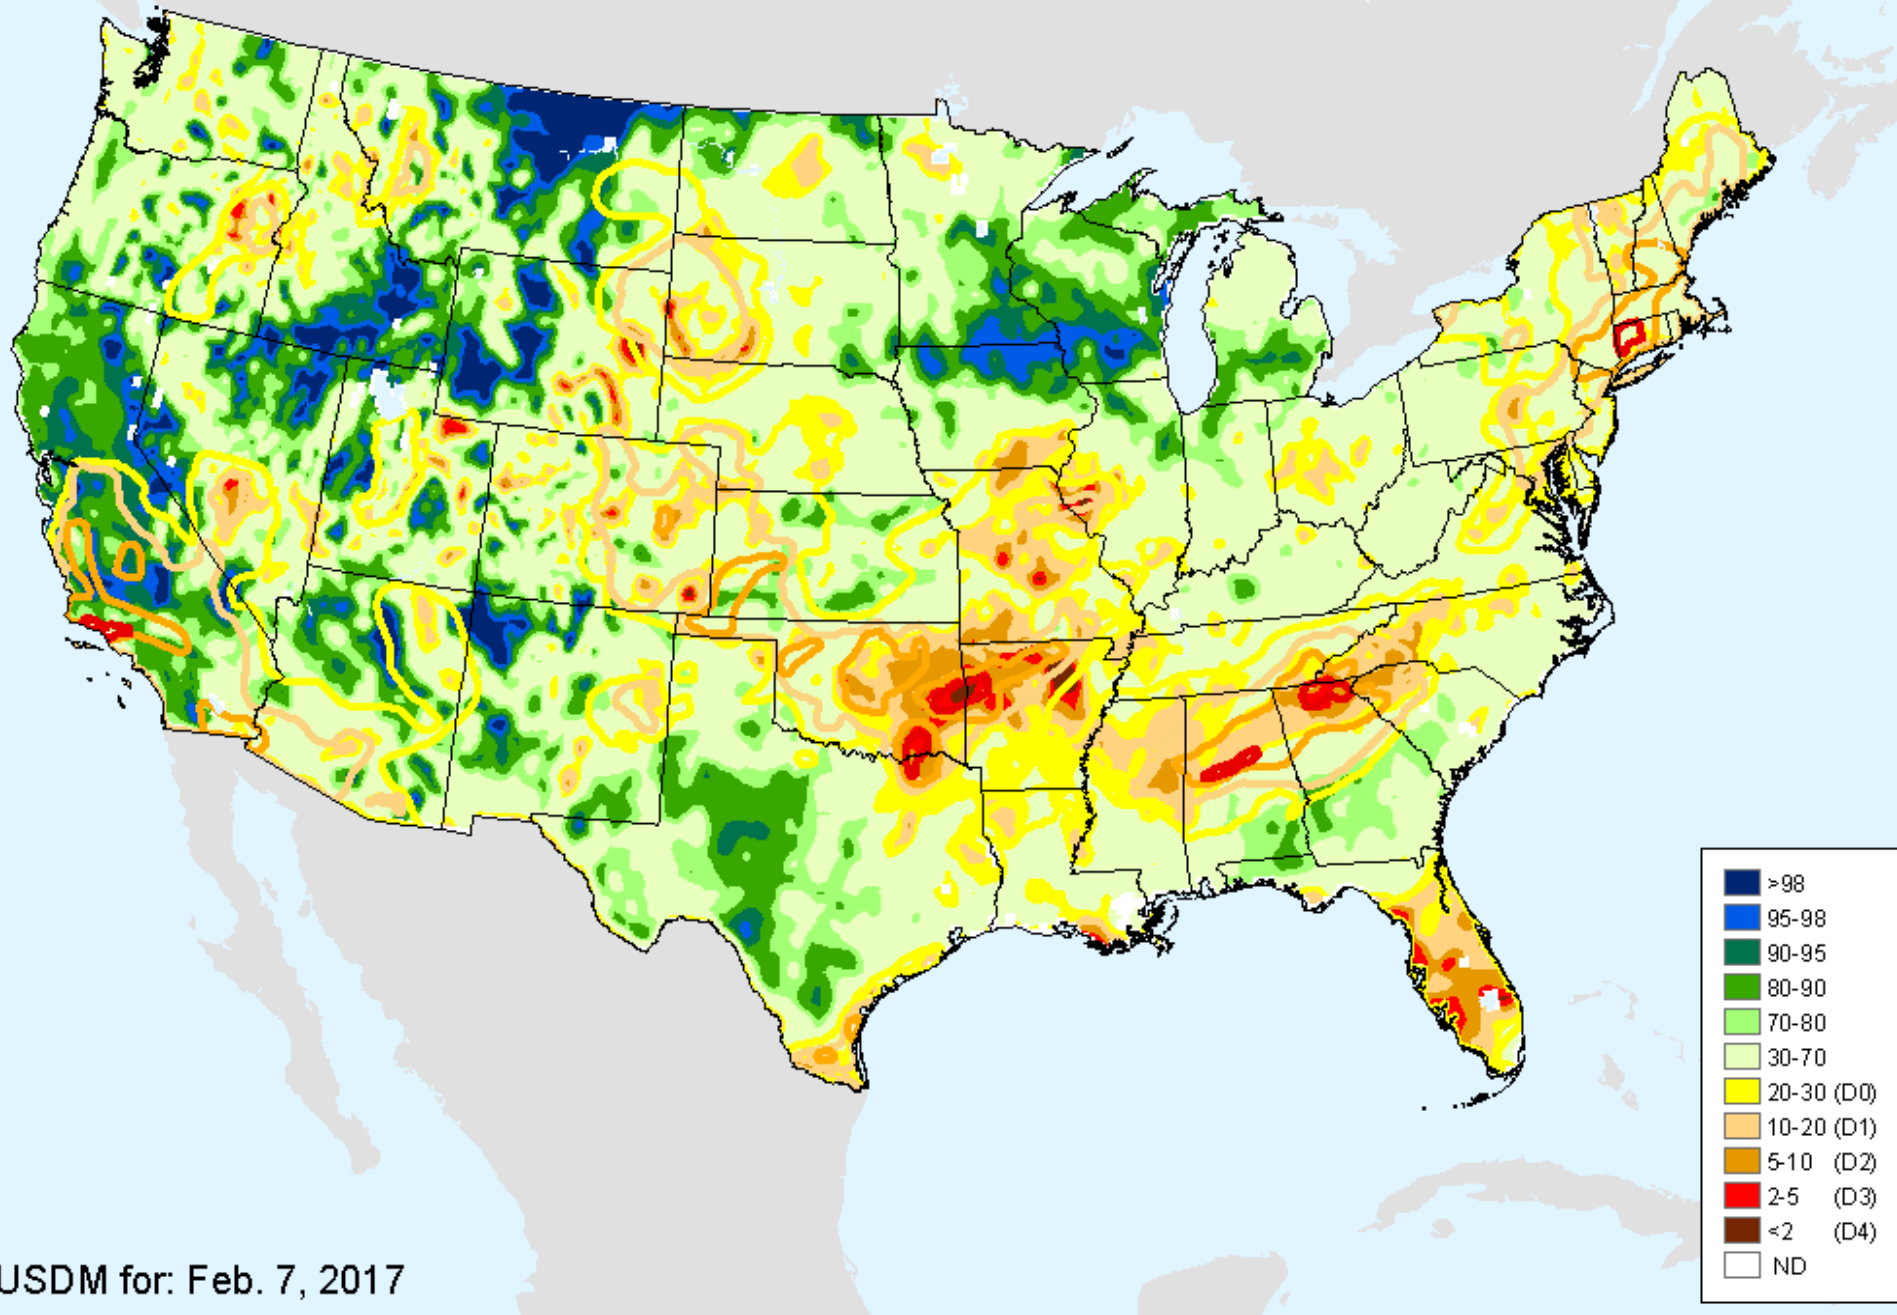 >98
95-98
90-95
80-90
70-80
30-70
20-30 (D0)
10-20 (D1)
5-10 (D2)
2-5 (D3)
<2 (D4)
ND
USDM for: Feb. 7, 2017